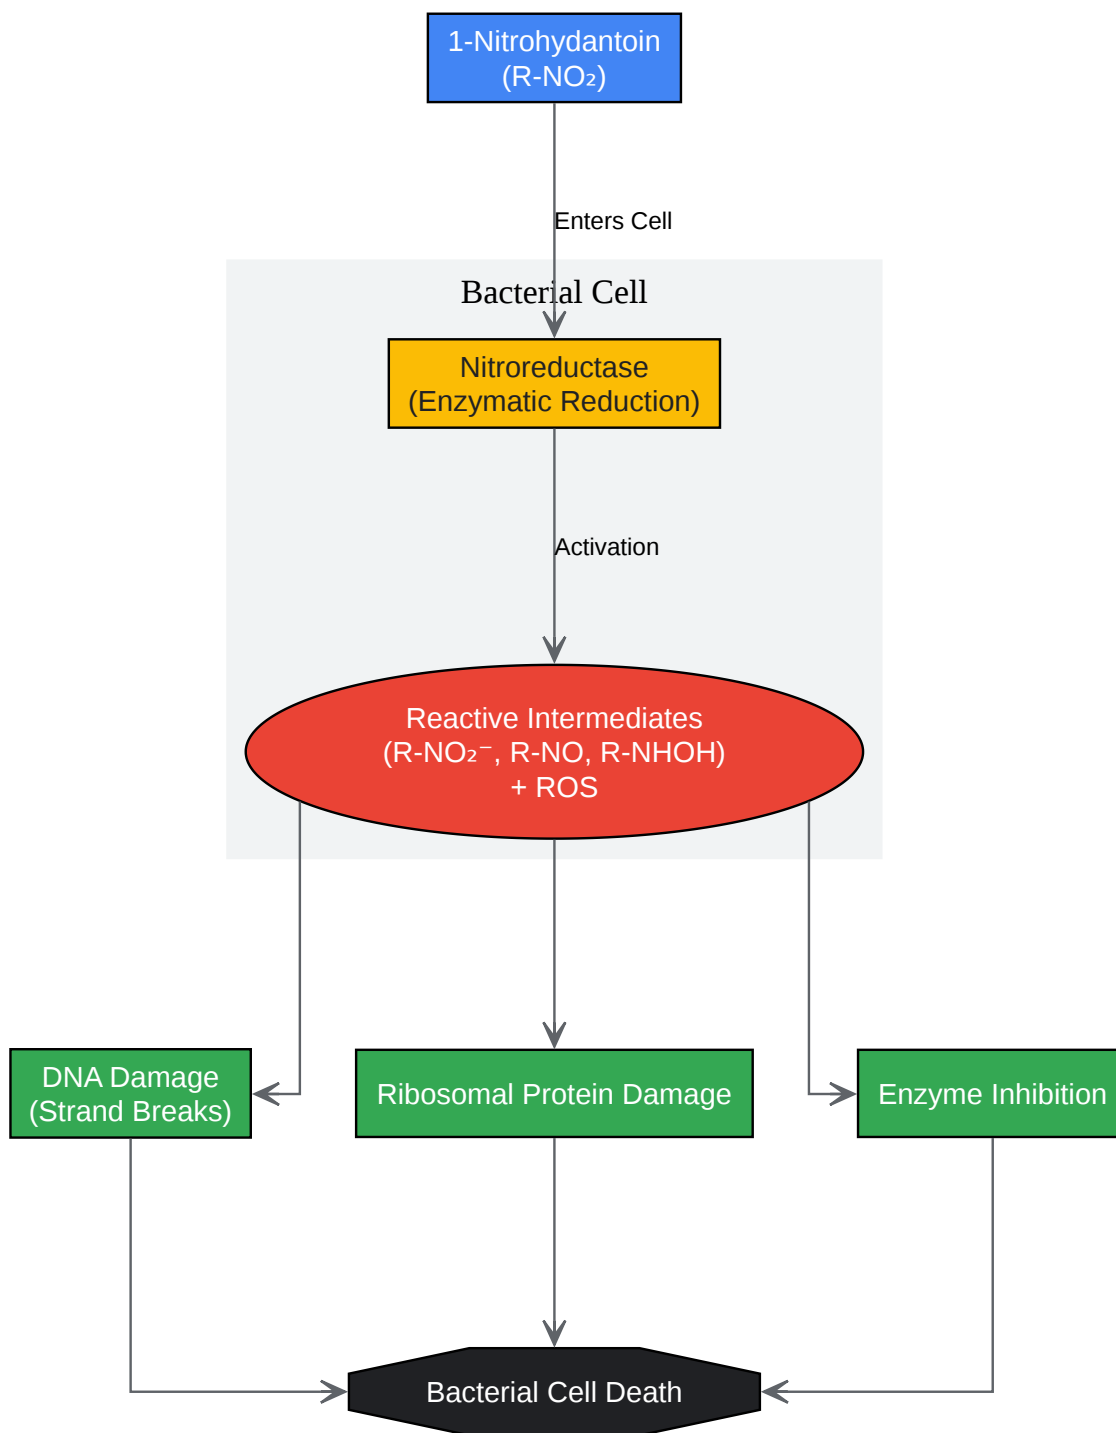 1-Nitrohydantoin
(R-NO₂)
Enters Cell
Bacterial Cell
Nitroreductase
(Enzymatic Reduction)
Activation
Reactive Intermediates
(R-NO₂⁻, R-NO, R-NHOH)
+ ROS
DNA Damage
(Strand Breaks)
Ribosomal Protein Damage
Enzyme Inhibition
Bacterial Cell Death